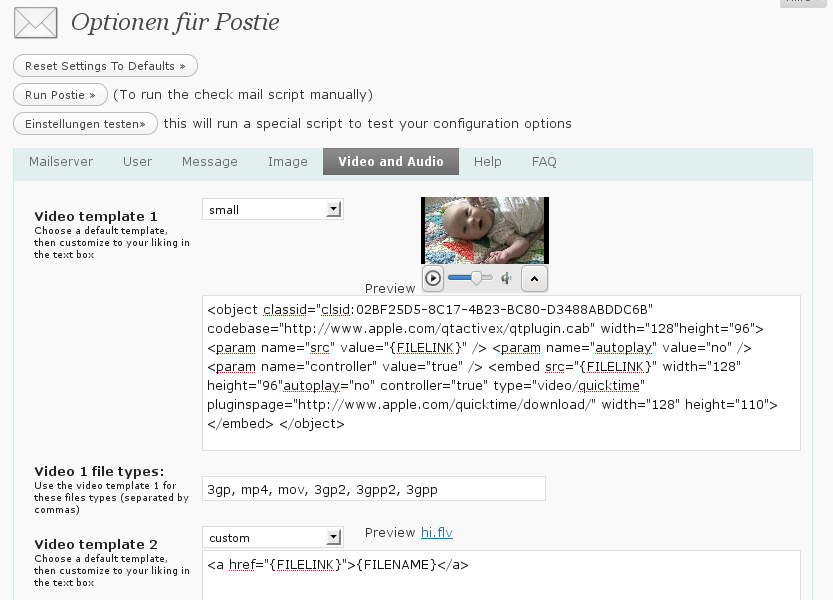 Optionen für Postie
Reset Settings To Defaults »
Run Postie » (To run the check mail script manually)
Einstellungen testen» this will run a special script to test your configuration options
Mailserver User Message Image Video and Audio Help FAQ
Video template 1
Choose a default template,
then customize to your liking in
the text box
small
Preview
<object classid="clsid:02BF25D5-8C17-4B23-BC80-D3488ABDDC6B"
codebase="http://www.apple.com/qtactivex/qtplugin.cab" width="128"height="96">
<param name="src" value="{FILELINK}" /> <param name="autoplay" value="no" />
<param name="controller" value="true" /> <embed src="{FILELINK}" width="128"
height="96"autoplay="no" controller="true" type="video/quicktime"
pluginspage="http://www.apple.com/quicktime/download/" width="128" height="110">
</embed> </object>
Video 1 file types:
Use the video template 1 for
these files types (separated by
commas)
3gp, mp4, mov, 3gp2, 3gpp2, 3gpp
Video template 2
Choose a default template,
then customize to your liking in
the text box
custom
Preview hi.flv
<a href="{FILELINK}">{FILENAME}</a>